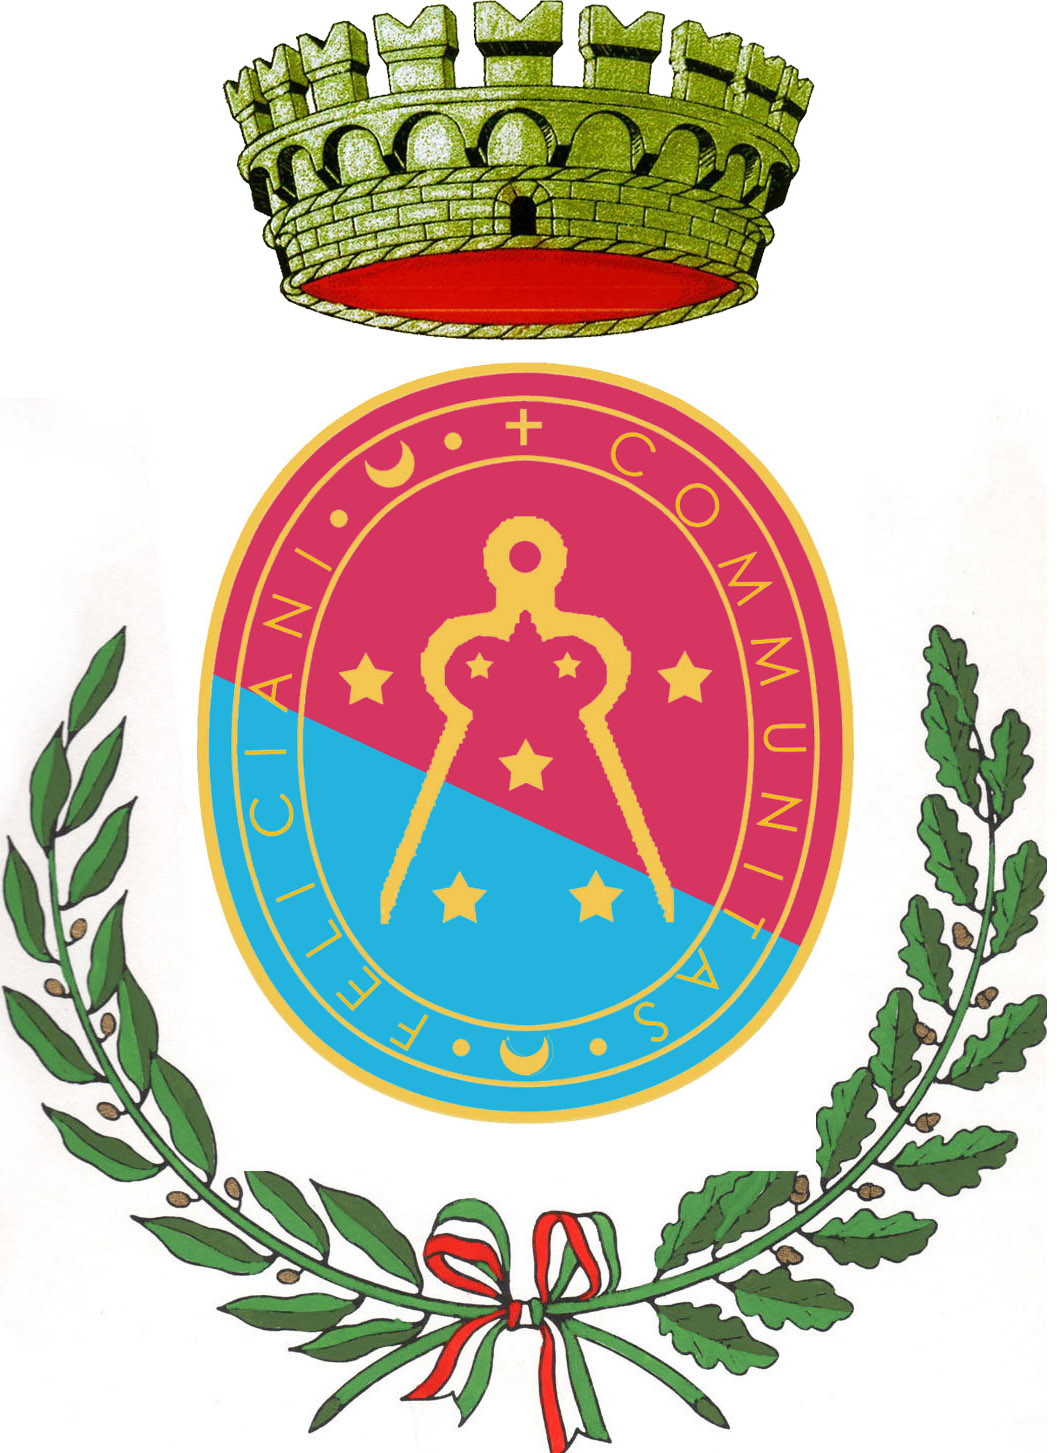 + COMMUNITAS • FELICIANI •